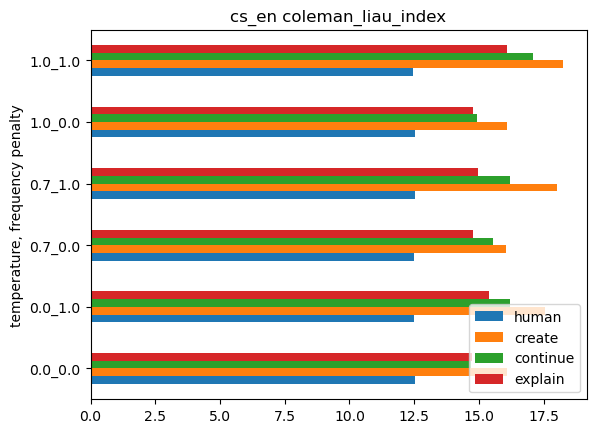 cs_en coleman_liau_index
temperature, frequency penalty
1.0_1.0
1.0_0.0
0.7_1.0
0.7_0.0
0.0_1.0
0.0_0.0
human
create
continue
explain
0.0 2.5 5.0 7.5 10.0 12.5 15.0 17.5